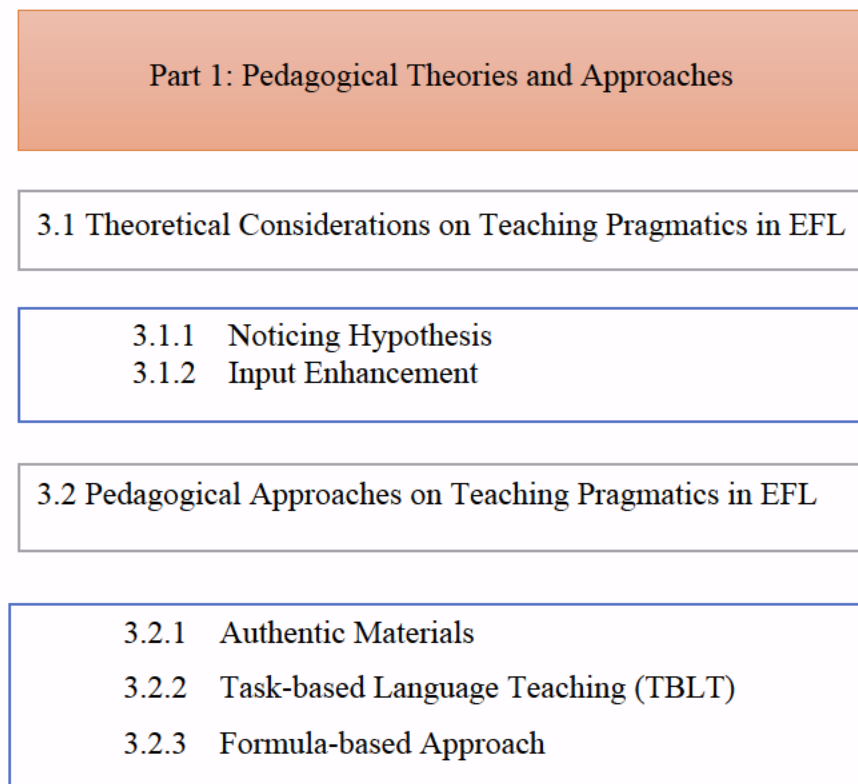 Part 1: Pedagogical Theories and Approaches
3.1 Theoretical Considerations on Teaching Pragmatics in EFL
3.1.1 Noticing Hypothesis
3.1.2 Input Enhancement
3.2 Pedagogical Approaches on Teaching Pragmatics in EFL
3.2.1 Authentic Materials
3.2.2 Task-based Language Teaching (TBLT)
3.2.3 Formula-based Approach